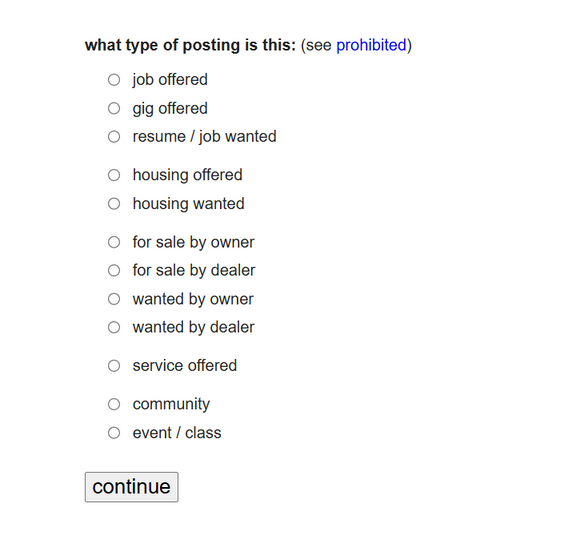 what type of posting is this: (see prohibited)
job offered
gig offered
resume / job wanted
housing offered
housing wanted
for sale by owner
for sale by dealer
wanted by owner
wanted by dealer
service offered
community
event / class
continue